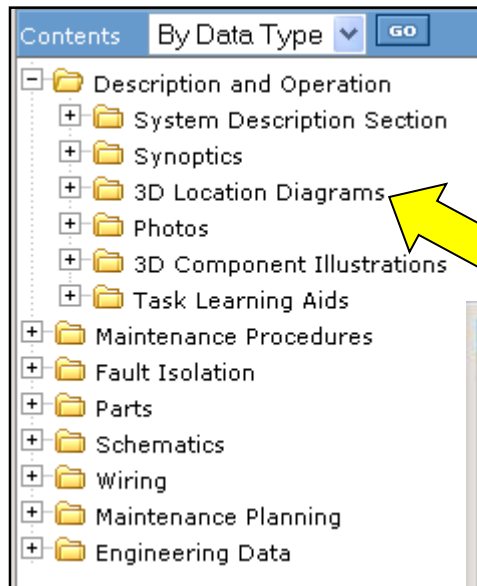 Contents By Data Type GO
Description and Operation
System Description Section
Synoptics
3D Location Diagrams
Photos
3D Component Illustrations
Task Learning Aids
Maintenance Procedures
Fault Isolation
Parts
Schematics
Wiring
Maintenance Planning
Engineering Data